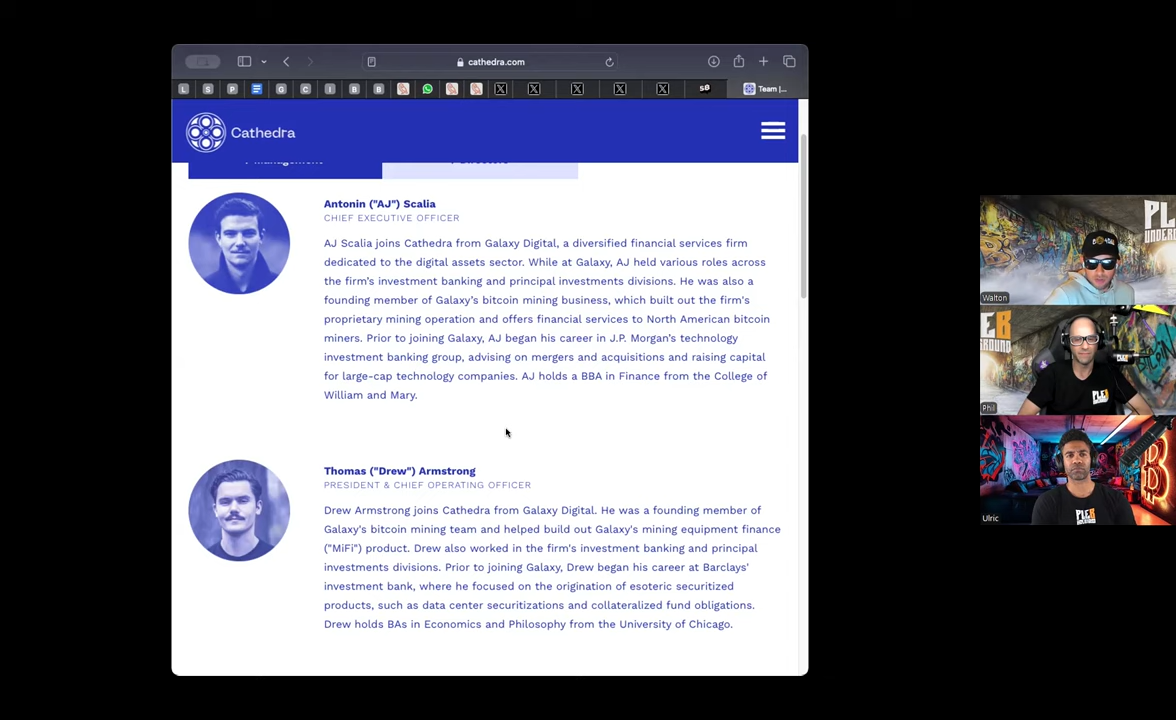 cathedra.com
L S P G C i B B
Team |...
Cathedra
Antonin ("AJ") Scalia
CHIEF EXECUTIVE OFFICER
AJ Scalia joins Cathedra from Galaxy Digital, a diversified financial services firm
dedicated to the digital assets sector. While at Galaxy, AJ held various roles across
the firm's investment banking and principal investments divisions. He was also a
founding member of Galaxy's bitcoin mining business, which built out the firm's
proprietary mining operation and offers financial services to North American bitcoin
miners. Prior to joining Galaxy, AJ began his career in J.P. Morgan's technology
investment banking group, advising on mergers and acquisitions and raising capital
for large-cap technology companies. AJ holds a BBA in Finance from the College of
William and Mary.
Thomas ("Drew") Armstrong
PRESIDENT & CHIEF OPERATING OFFICER
Drew Armstrong joins Cathedra from Galaxy Digital. He was a founding member of
Galaxy's bitcoin mining team and helped build out Galaxy's mining equipment finance
("MiFi") product. Drew also worked in the firm's investment banking and principal
investments divisions. Prior to joining Galaxy, Drew began his career at Barclays'
investment bank, where he focused on the origination of esoteric securitized
products, such as data center securitizations and collateralized fund obligations.
Drew holds BAs in Economics and Philosophy from the University of Chicago.
PL
UNDER
Walton
PLEB
GROUND
PLEB
Phil
PLEB
Ulric